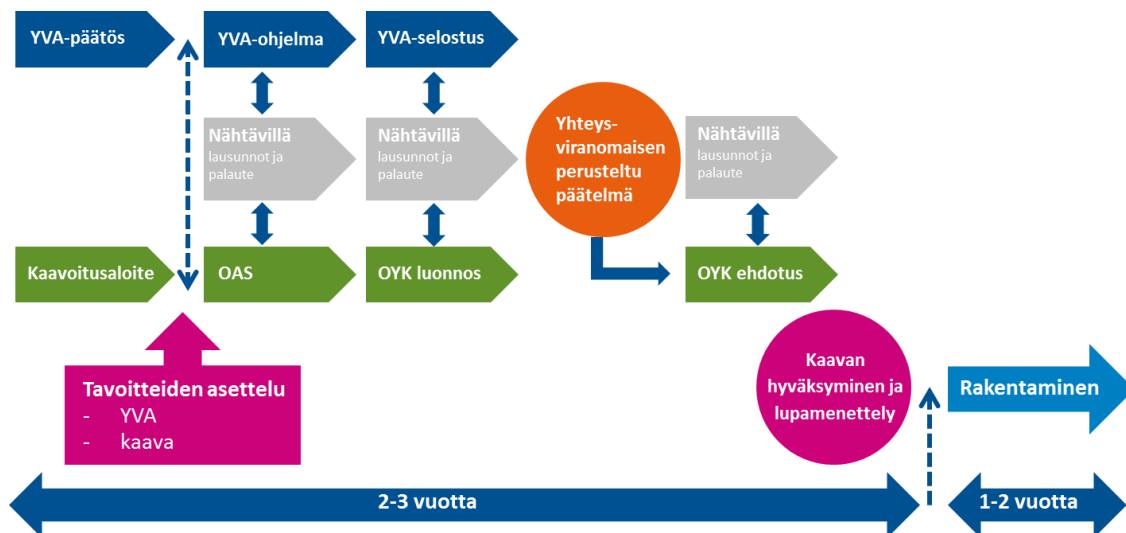 YVA-päätös
YVA-ohjelma
YVA-selostus
Nähtävillä
lausunnot ja
palaute
Nähtävillä
lausunnot ja
palaute
Yhteys-
viranomaisen
perusteltu
päätelmä
Nähtävillä
lausunnot ja
palaute
Kaavoitusaloite
OAS
OYK luonnos
OYK ehdotus
Tavoitteiden asettelu
- YVA
- kaava
Kaavan
hyväksyminen ja
lupamenettely
Rakentaminen
2-3 vuotta
1-2 vuotta